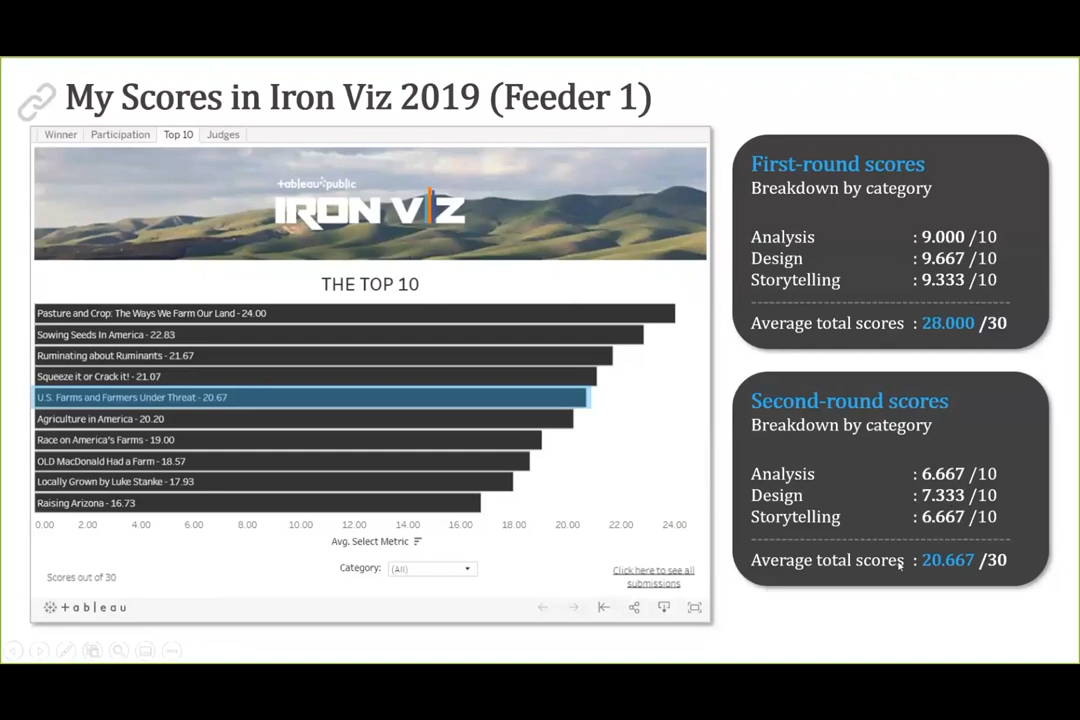 My Scores in Iron Viz 2019 (Feeder 1)
Winner Participation Top 10 Judges
+ableau+public
IRON VIZ
THE TOP 10
Pasture and Crop: The Ways We Farm Our Land - 24.00
Sowing Seeds In America - 22.83
Ruminating about Ruminants - 21.67
Squeeze it or Crack it! - 21.07
U.S. Farms and Farmers Under Threat - 20.67
Agriculture in America - 20.20
Race on America's Farms - 19.00
OLD MacDonald Had a Farm - 18.57
Locally Grown by Luke Stanke - 17.93
Raising Arizona - 16.73
0.00 2.00 4.00 6.00 8.00 10.00 12.00 14.00 16.00 18.00 20.00 22.00 24.00
Avg. Select Metric
Category: (All)
Scores out of 30
Click here to see all
submissions
+ableau
First-round scores
Breakdown by category
Analysis : 9.000 /10
Design : 9.667 /10
Storytelling : 9.333 /10
Average total scores : 28.000 /30
Second-round scores
Breakdown by category
Analysis : 6.667 /10
Design : 7.333 /10
Storytelling : 6.667 /10
Average total scores : 20.667 /30